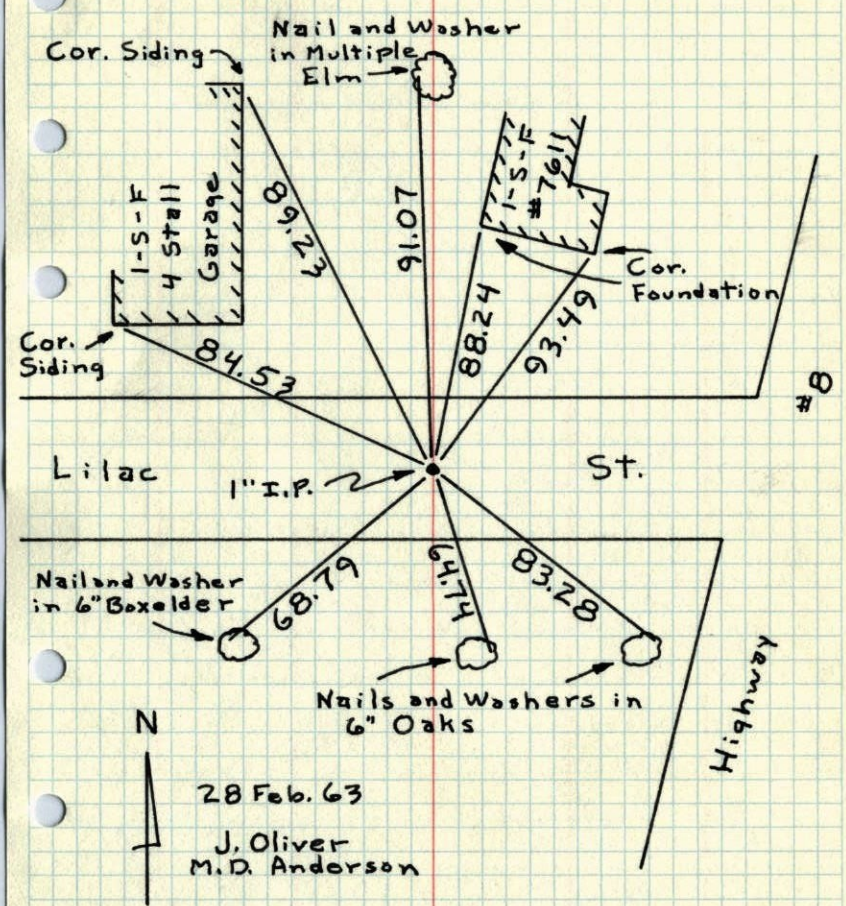 Nail and Washer
in Multiple
Elm
Cor. Siding
1-S-F
4 Stall
Garage
89.23
91.07
1-S-F
#7611
Cor.
Foundation
88.24
93.49
Cor.
Siding
84.53
#8
Lilac
St.
1" I.P.
Nail and Washer
in 6" Boxelder
68.79
64.74
83.28
Nails and Washers in
6" Oaks
Highway
N
28 Feb. 63
J. Oliver
M.D. Anderson